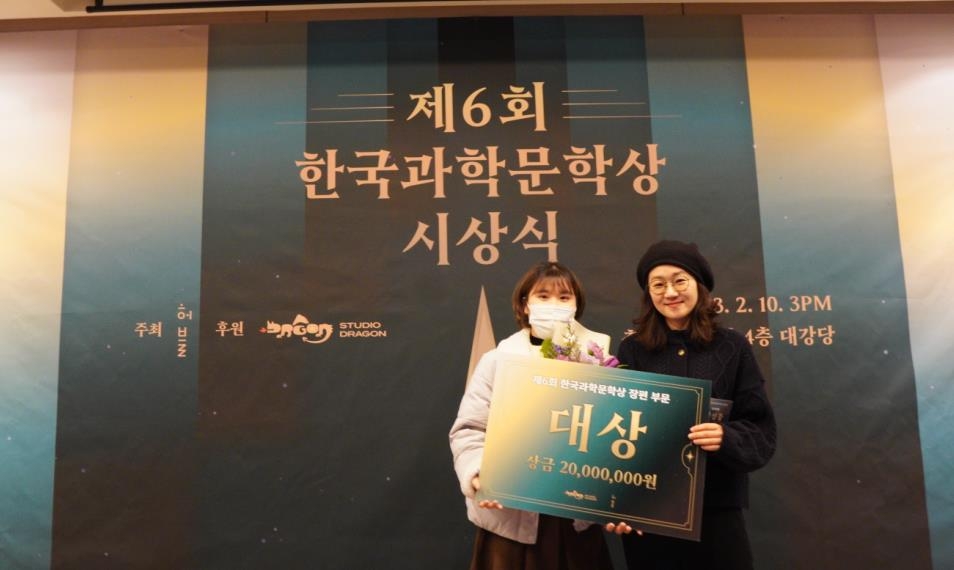 제6회
한국과학문학상
시상식
3. 2. 10. 3PM
4층 대강당
주최 허블 후원 STUDIO
DRAGON
제6회 한국과학문학상 장편 부문
대상
상금 20,000,000원